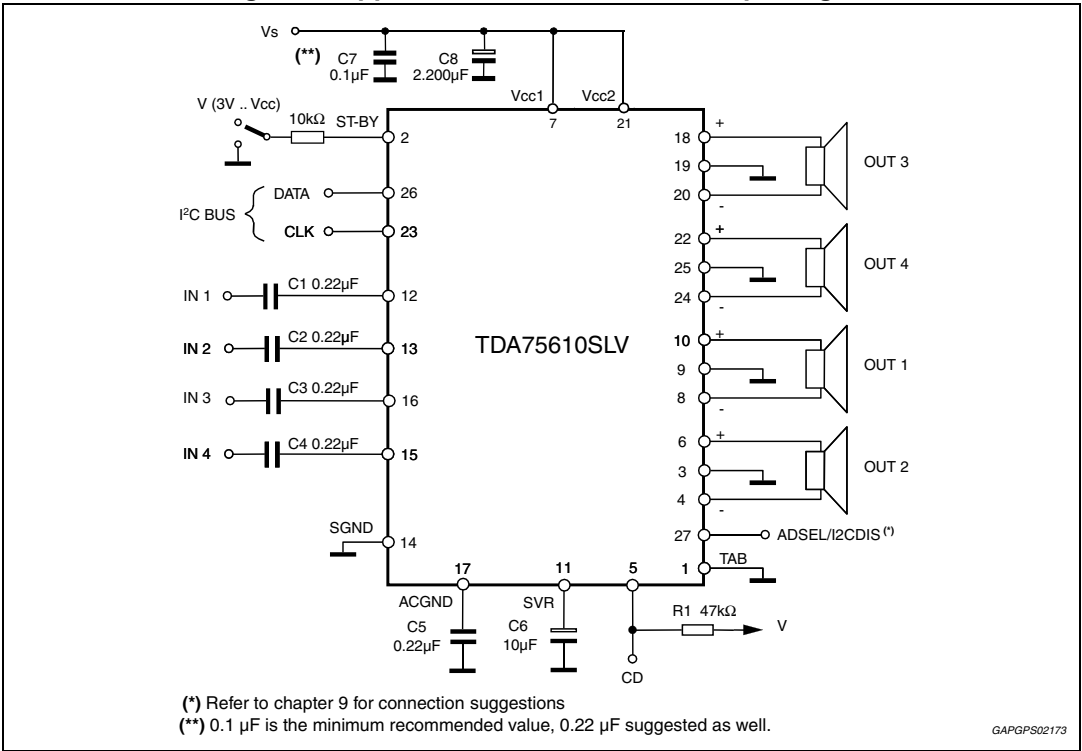 Vs
(**)
C7
0.1µF
C8
2.200µF
Vcc1
Vcc2
7
21
V (3V .. Vcc)
10kΩ
ST-BY
2
I²C BUS
DATA
26
CLK
23
IN 1
C1 0.22µF
12
IN 2
C2 0.22µF
13
IN 3
C3 0.22µF
16
IN 4
C4 0.22µF
15
SGND
14
TDA75610SLV
18
+
19
20
-
OUT 3
22
+
25
24
-
OUT 4
10
+
9
8
-
OUT 1
6
+
3
4
-
OUT 2
27
ADSEL/I2CDIS(*)
1
TAB
17
11
5
ACGND
SVR
C5
0.22µF
C6
10µF
R1 47kΩ
V
CD
(*) Refer to chapter 9 for connection suggestions
(**) 0.1 µF is the minimum recommended value, 0.22 µF suggested as well.
GAPGPS02173